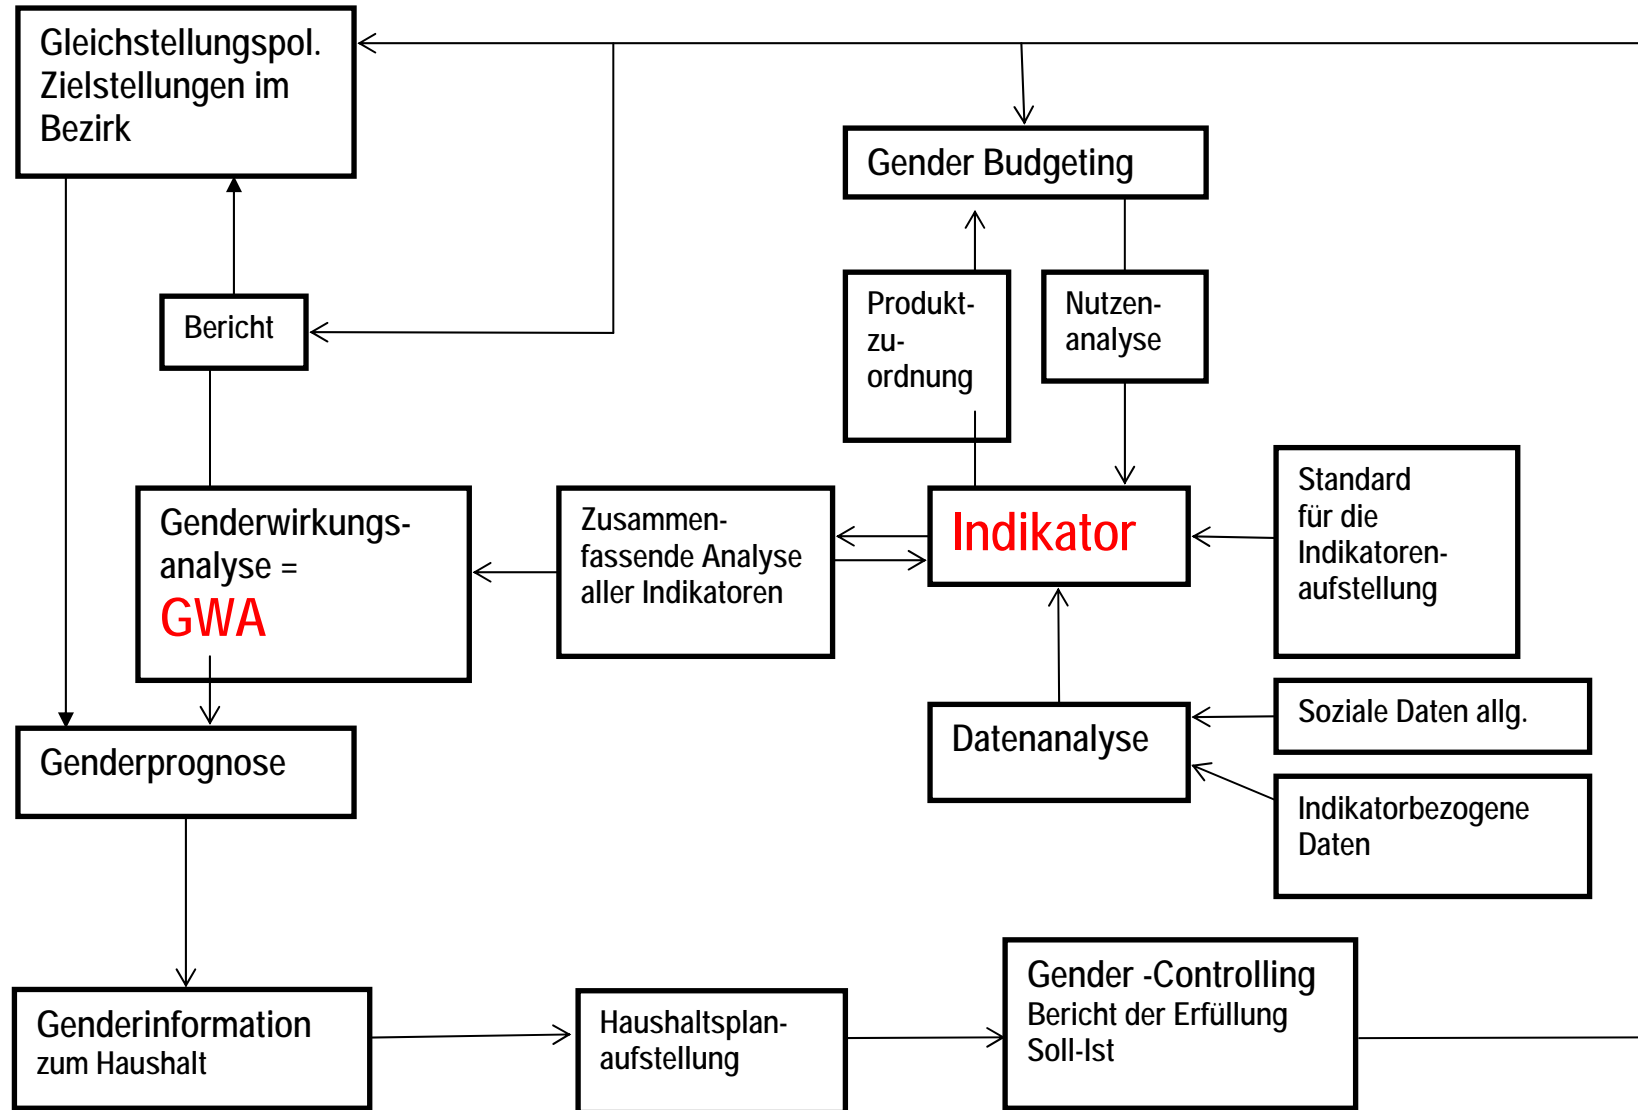 Gleichstellungspol.
Zielstellungen im
Bezirk
Gender Budgeting
Bericht
Produkt-
zu-
ordnung
Nutzen-
analyse
Genderwirkungs-
analyse =
GWA
Zusammen-
fassende Analyse
aller Indikatoren
Indikator
Standard
für die
Indikatoren-
aufstellung
Genderprognose
Datenanalyse
Soziale Daten allg.
Indikatorbezogene
Daten
Genderinformation
zum Haushalt
Haushaltsplan-
aufstellung
Gender -Controlling
Bericht der Erfüllung
Soll-Ist